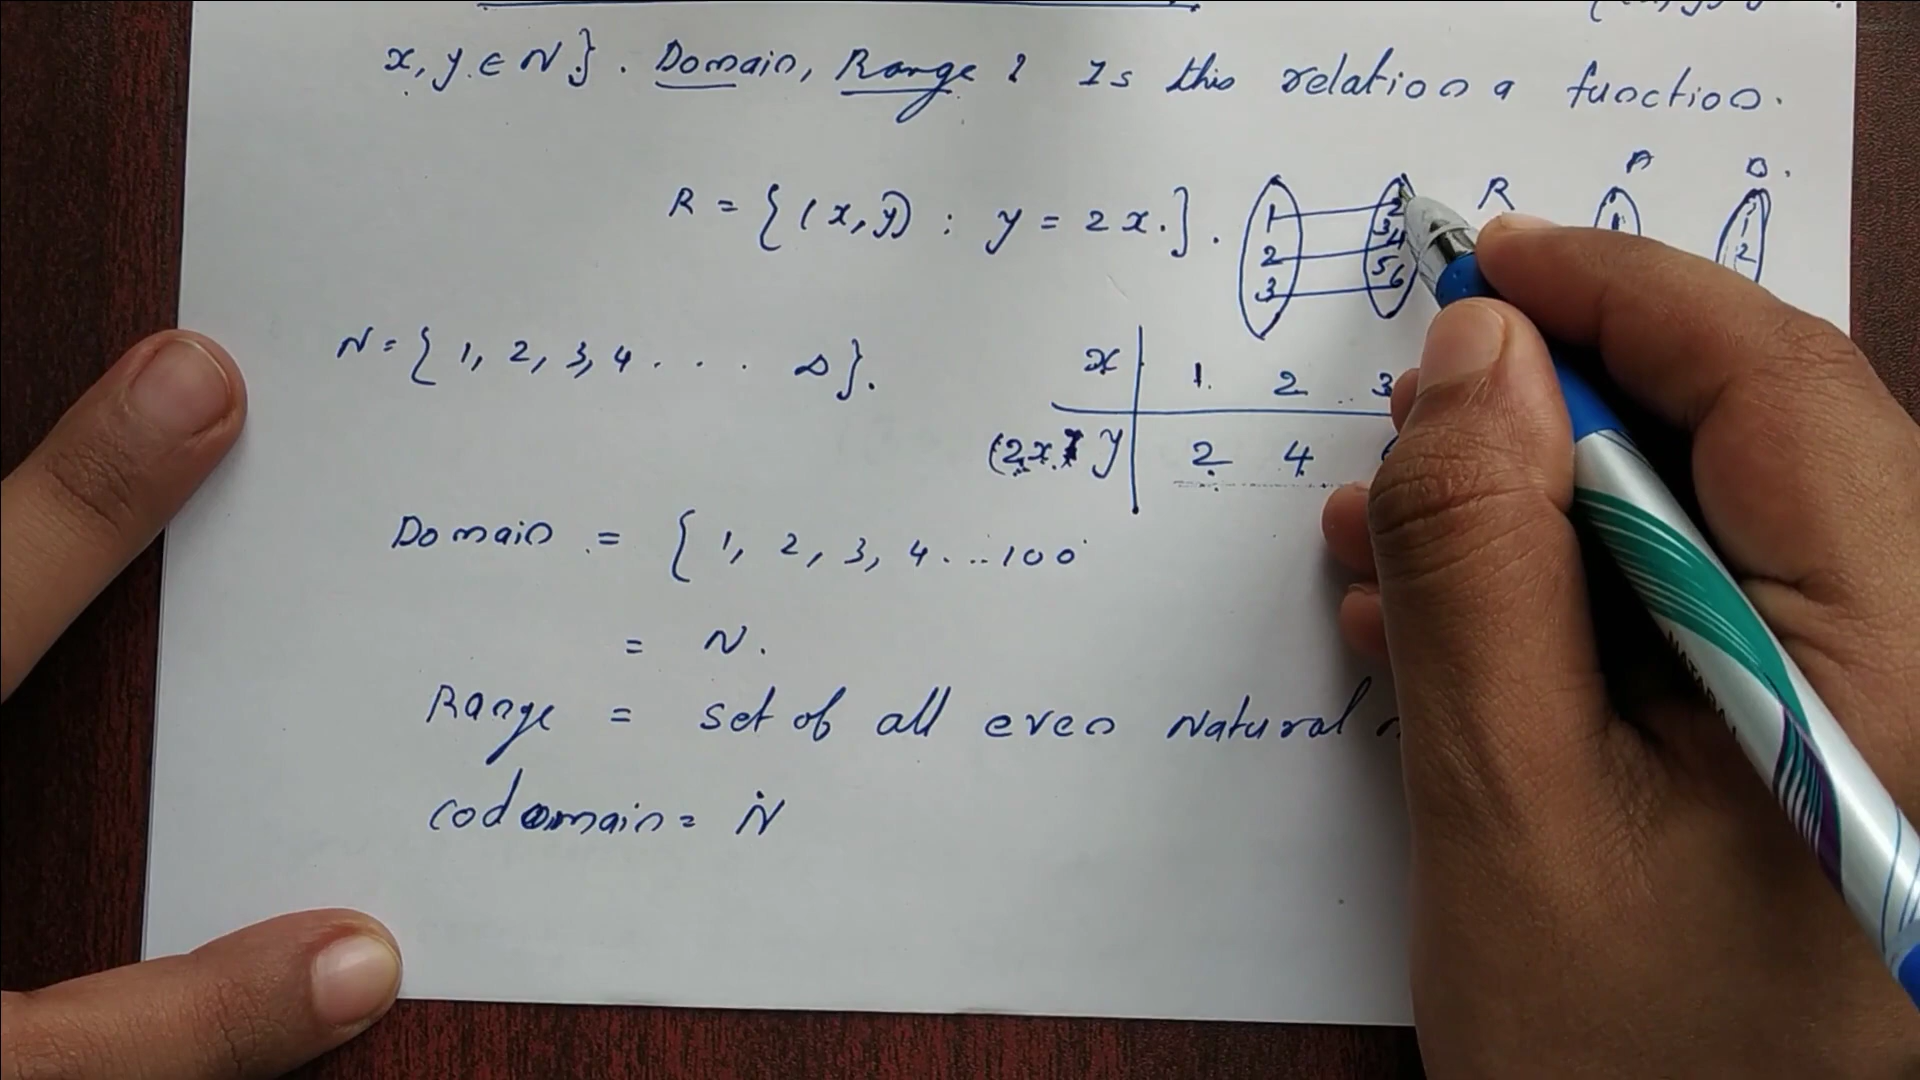 x, y ∈ N}. Domain, Range ? Is this relation a function.
A B.
R = {(x, y) : y = 2x.}. R
1 2 1 1
2 3 4 2
3 5 6
N = {1, 2, 3, 4 . . . ∞}.
x 1. 2 3
(2x) y 2 4
Domain = {1, 2, 3, 4 ... 100
= N.
Range = set of all even Natural
codomain = N